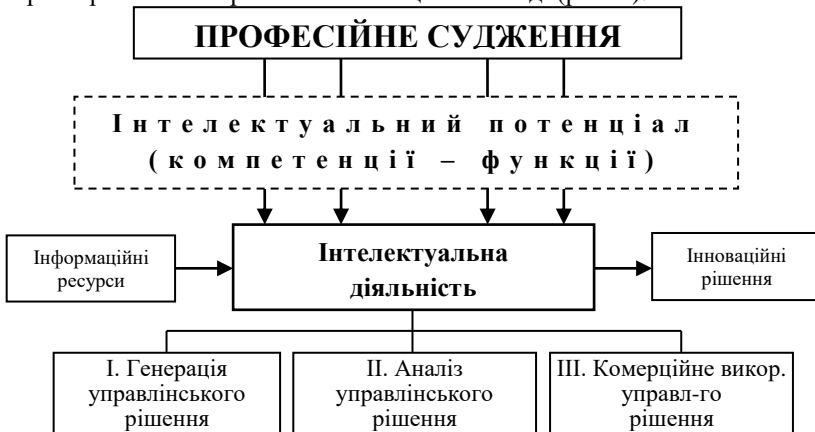 ПРОФЕСІЙНЕ СУДЖЕННЯ
Інтелектуальний потенціал
(компетенції – функції)
Інформаційні
ресурси
Інтелектуальна
діяльність
Інноваційні
рішення
І. Генерація
управлінського
рішення
ІІ. Аналіз
управлінського
рішення
ІІІ. Комерційне викор.
управл-го
рішення